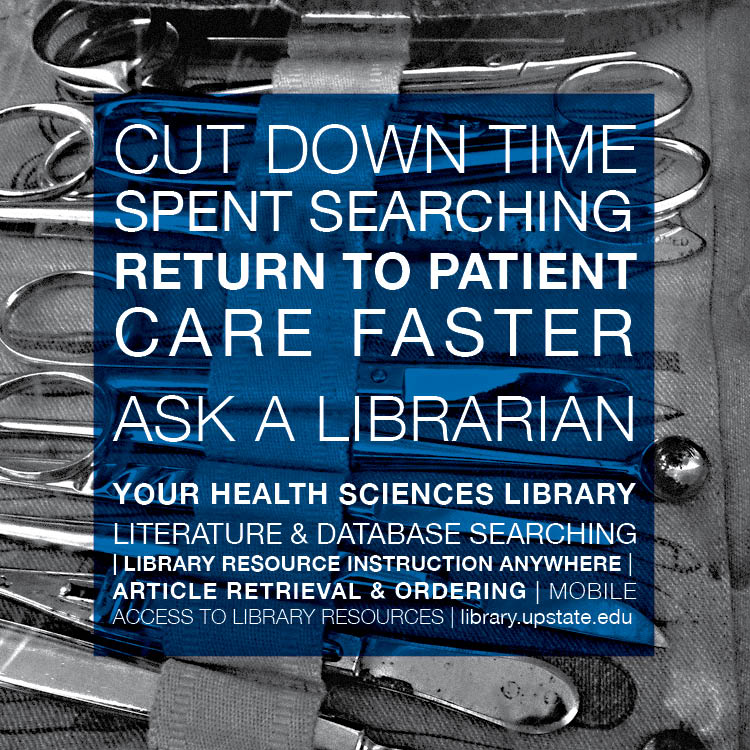 CUT DOWN TIME
SPENT SEARCHING
RETURN TO PATIENT
CARE FASTER
ASK A LIBRARIAN
YOUR HEALTH SCIENCES LIBRARY
LITERATURE & DATABASE SEARCHING
| LIBRARY RESOURCE INSTRUCTION ANYWHERE |
ARTICLE RETRIEVAL & ORDERING | MOBILE
ACCESS TO LIBRARY RESOURCES | library.upstate.edu